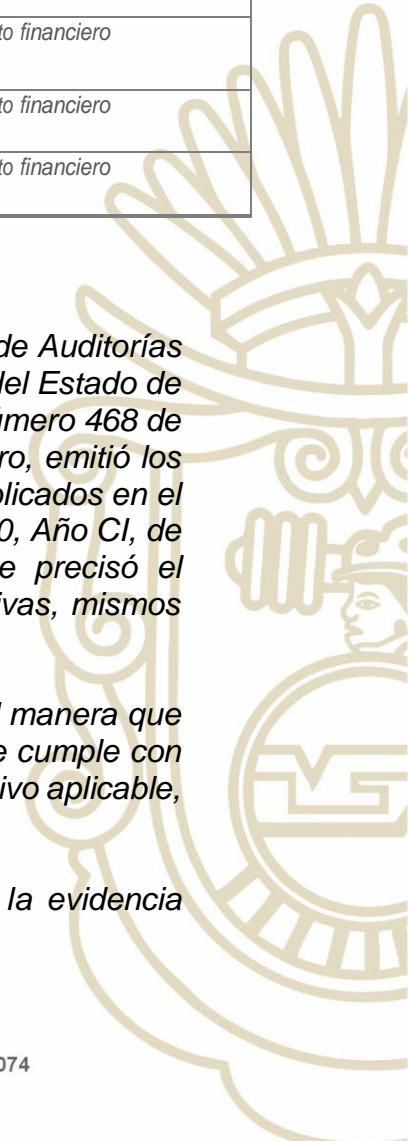 to financiero
to financiero
to financiero
de Auditorías
del Estado de
úmero 468 de
ro, emitió los
blicados en el
0, Año CI, de
e precisó el
ivas, mismos
l manera que
e cumple con
ivo aplicable,
la evidencia
074